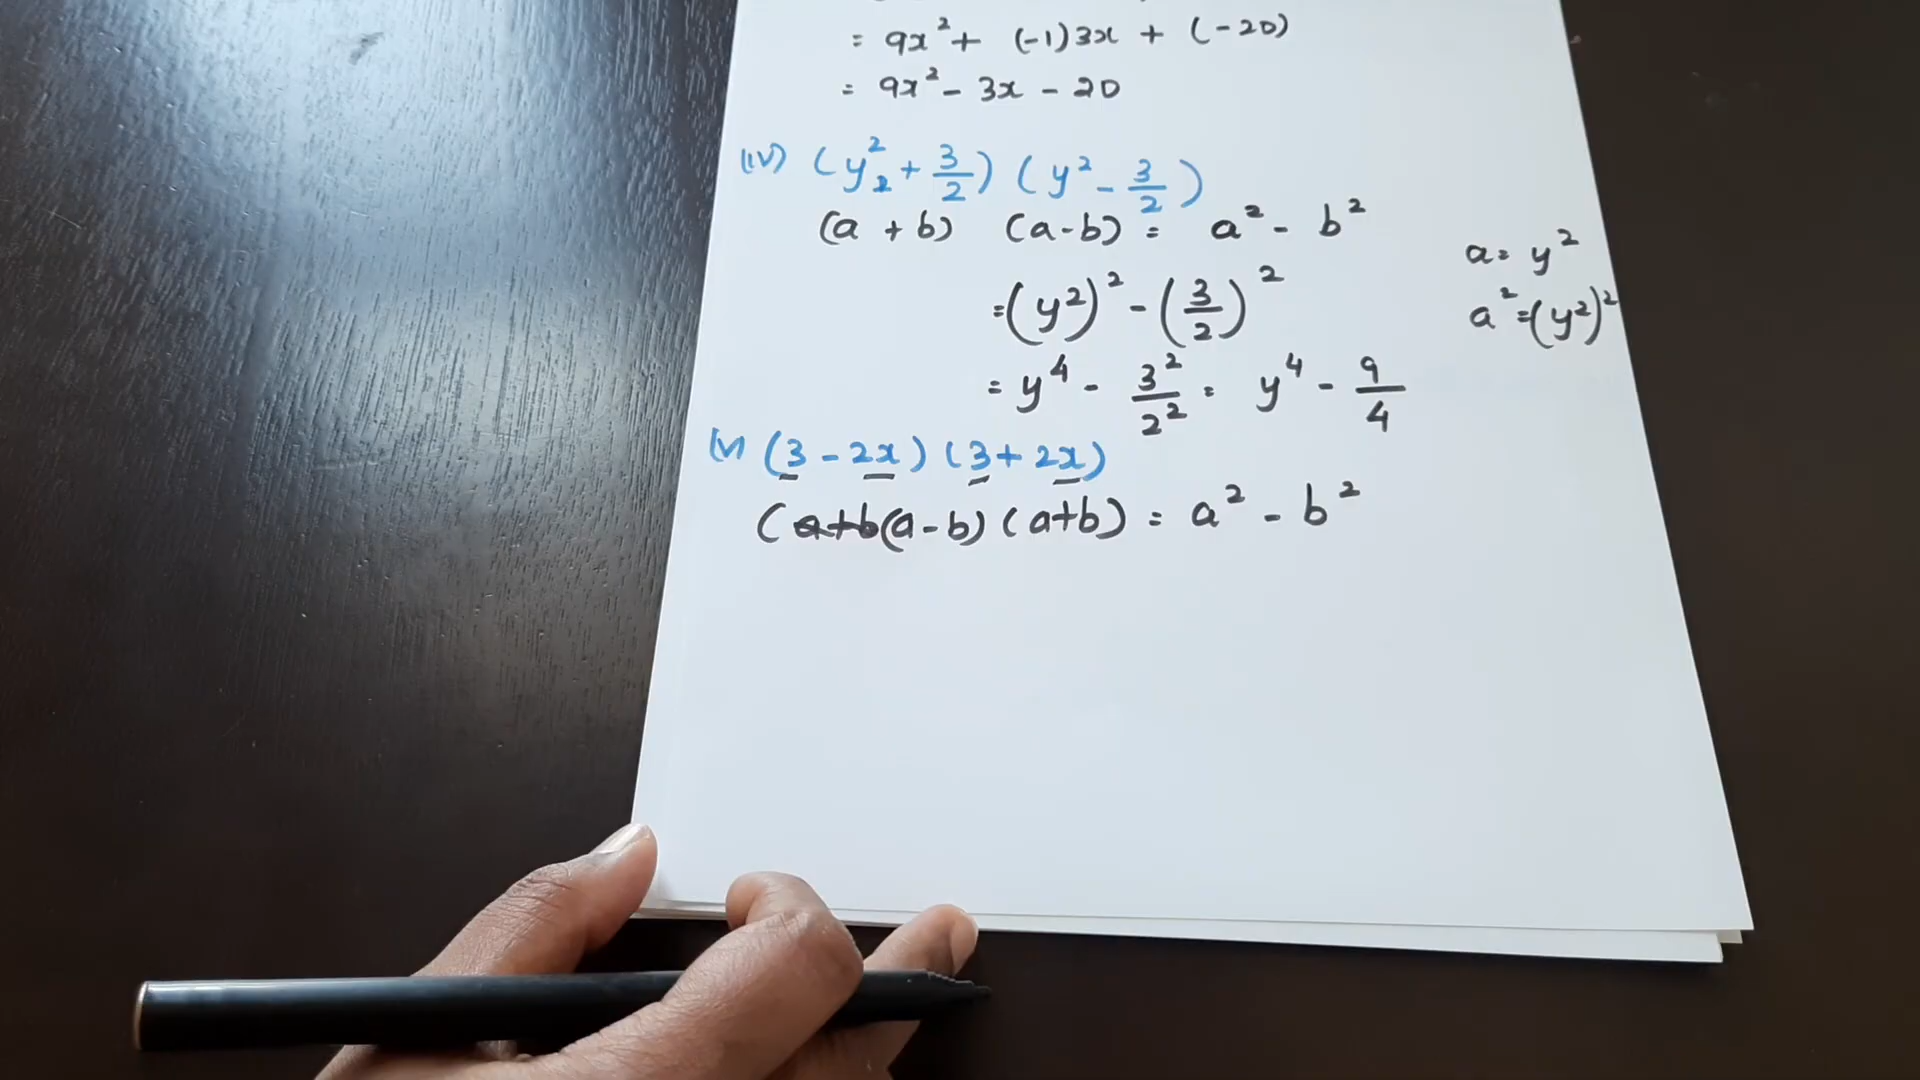 = 9x² + (-1)3x + (-20)
= 9x² - 3x - 20
(iv) (y²₂ + 3/2) (y² - 3/2)
(a + b) (a-b) = a² - b²
a = y²
= (y²)² - (3/2)²
a² = (y²)²
= y⁴ - 3²/2² = y⁴ - 9/4
(v) (3 - 2x) (3 + 2x)
(a+b(a-b) (a+b) = a² - b²